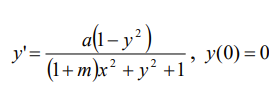 y' = a(1 − y²) / ((1 + m)x² + y² + 1) , y(0) = 0